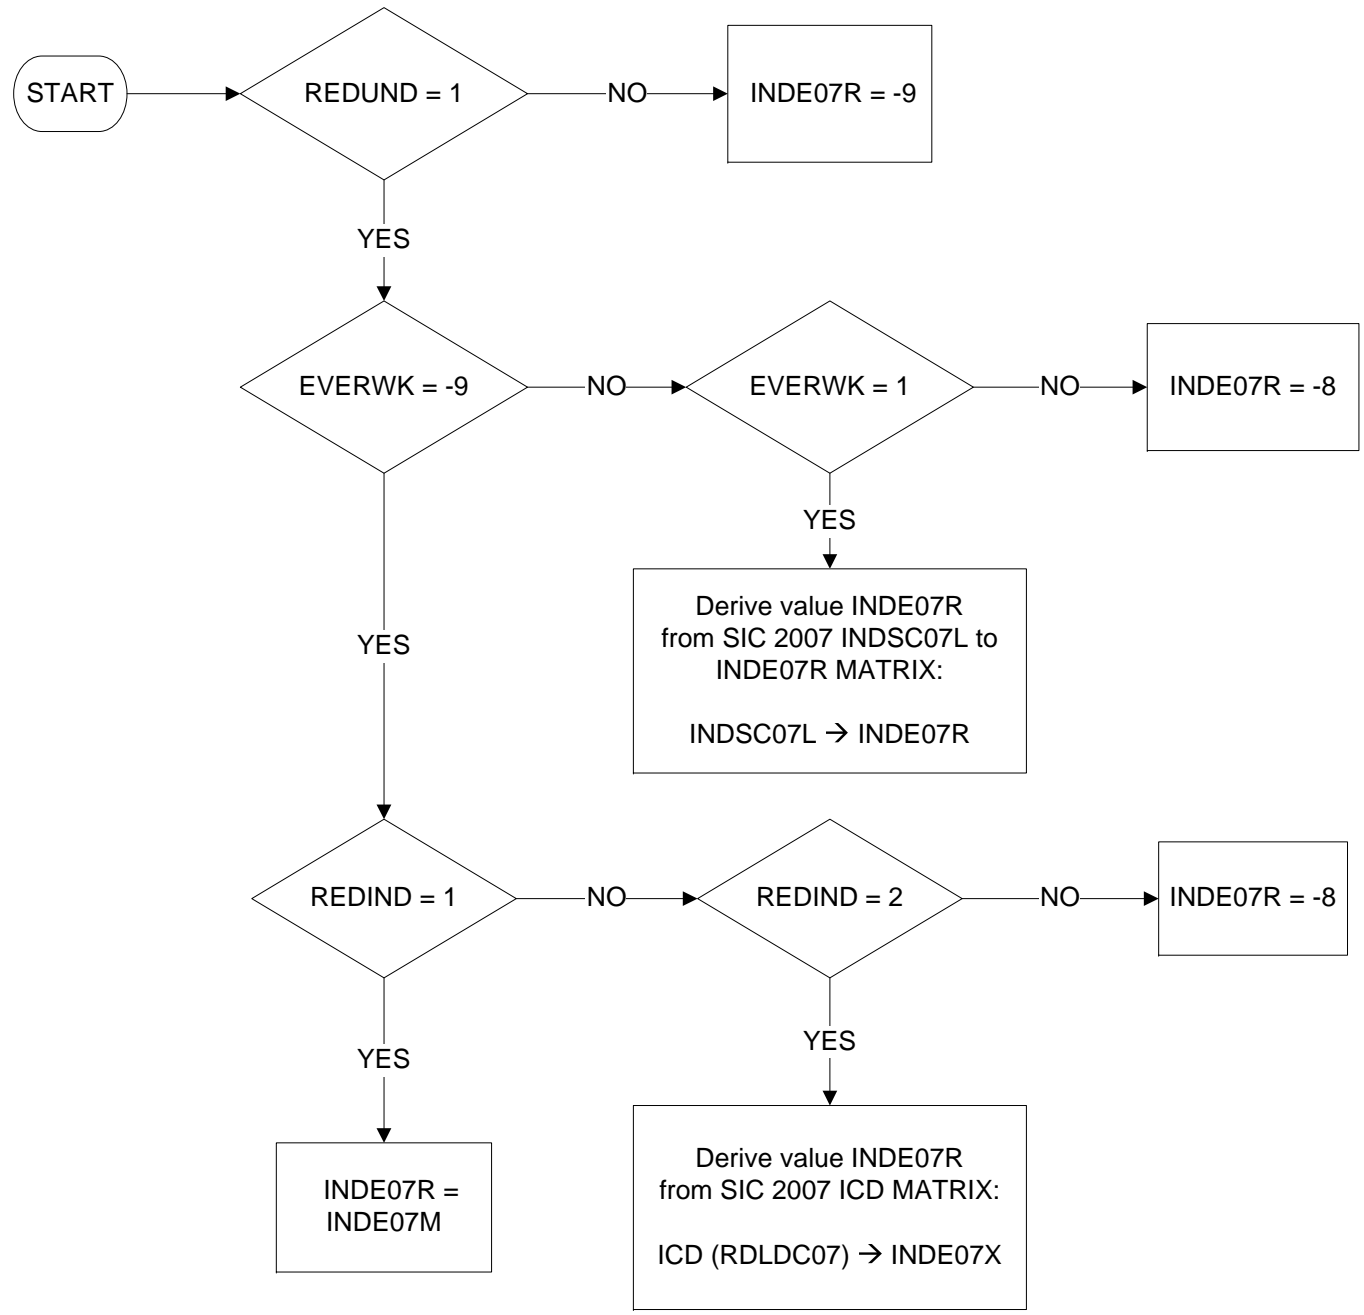 START
REDUND = 1
NO
INDE07R = -9
YES
EVERWK = -9
NO
EVERWK = 1
NO
INDE07R = -8
YES
Derive value INDE07R
from SIC 2007 INDSC07L to
INDE07R MATRIX:
INDSC07L → INDE07R
YES
REDIND = 1
NO
REDIND = 2
NO
INDE07R = -8
YES
INDE07R =
INDE07M
YES
Derive value INDE07R
from SIC 2007 ICD MATRIX:
ICD (RDLDC07) → INDE07X